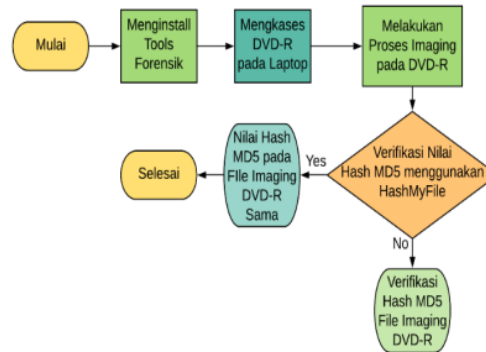 Mulai
Menginstall
Tools
Forensik
Mengkases
DVD-R
pada Laptop
Melakukan
Proses Imaging
pada DVD-R
Verifikasi Nilai
Hash MD5 menggunakan
HashMyFile
Yes
Nilai Hash
MD5 pada
FIle Imaging
DVD-R
Sama
Selesai
No
Verifikasi
Hash MD5
File Imaging
DVD-R